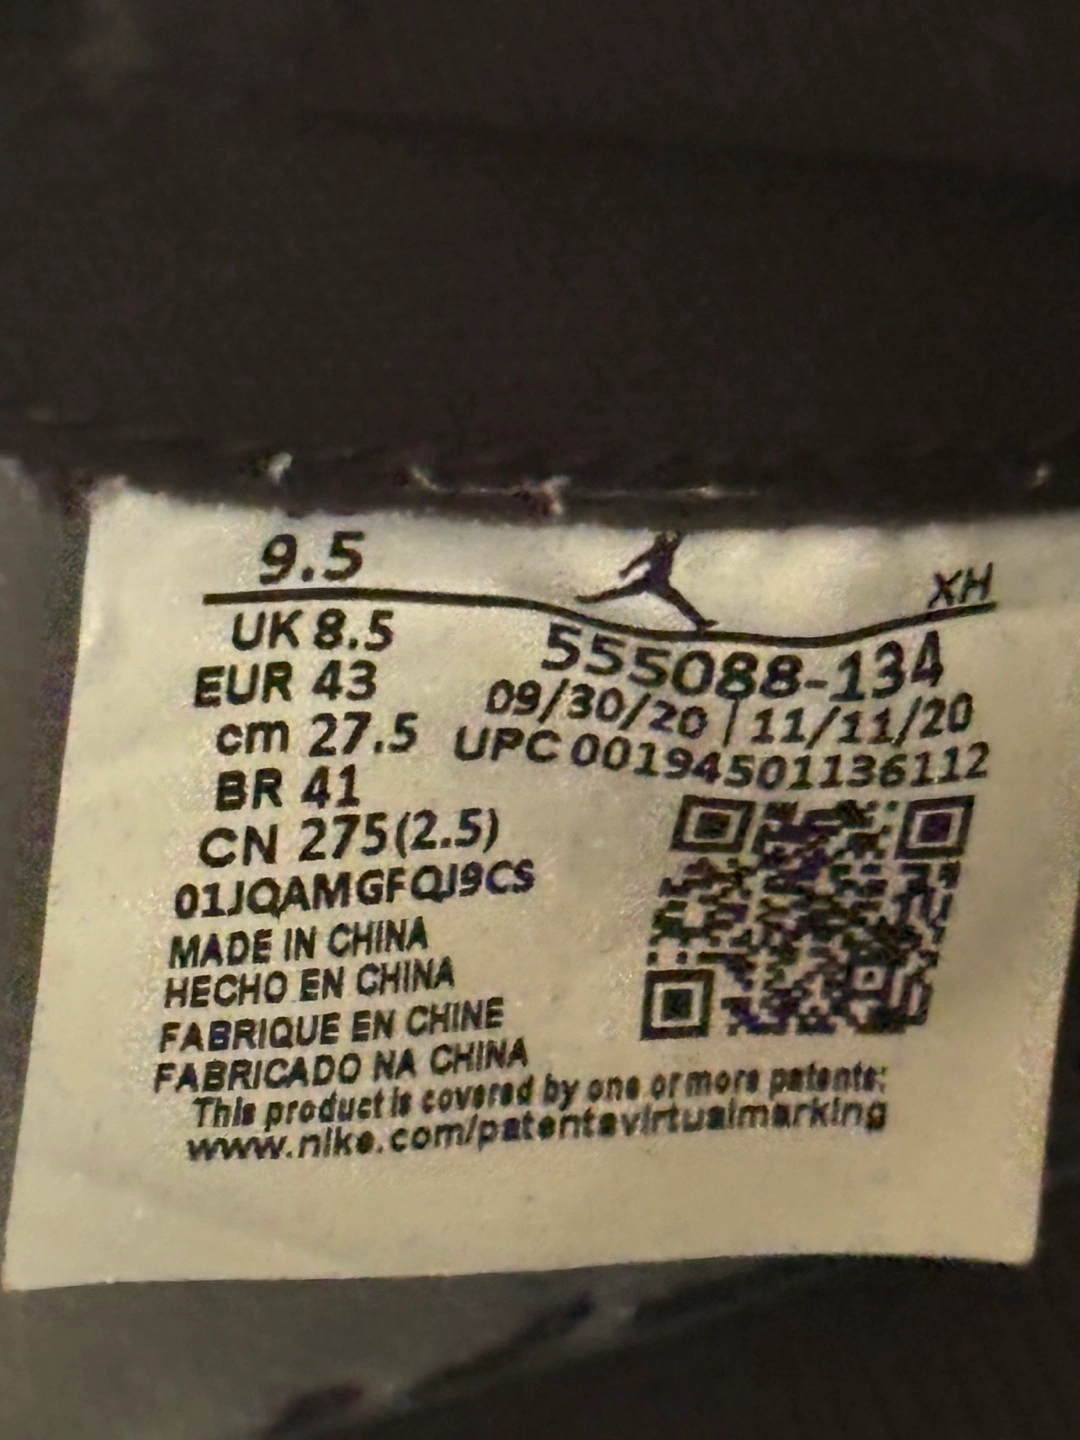 9.5
XH
UK 8.5
555088-134
EUR 43
09/30/20 | 11/11/20
cm 27.5
UPC 00194501136112
BR 41
CN 275(2.5)
01JQAMGFQJ9CS
MADE IN CHINA
HECHO EN CHINA
FABRIQUE EN CHINE
FABRICADO NA CHINA
This product is covered by one or more patents:
www.nike.com/patentsvirtualmarking